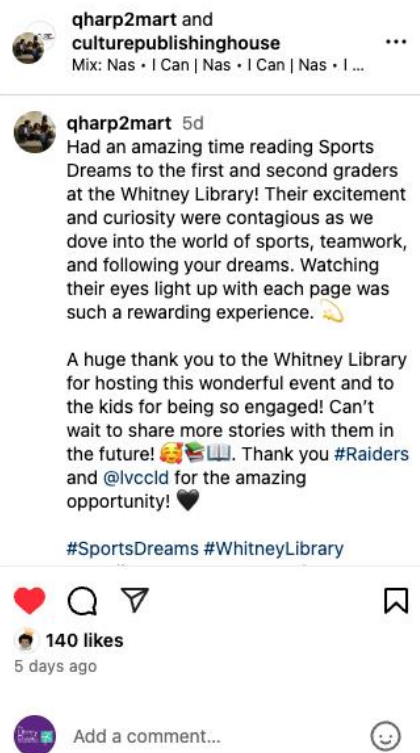 qharp2mart and
culturepublishinghouse
Mix: Nas • I Can | Nas • I Can | Nas • I ...
qharp2mart 5d
Had an amazing time reading Sports
Dreams to the first and second graders
at the Whitney Library! Their excitement
and curiosity were contagious as we
dove into the world of sports, teamwork,
and following your dreams. Watching
their eyes light up with each page was
such a rewarding experience. 💫
A huge thank you to the Whitney Library
for hosting this wonderful event and to
the kids for being so engaged! Can't
wait to share more stories with them in
the future! 🥰📚📖. Thank you #Raiders
and @lvccld for the amazing
opportunity! 🖤
#SportsDreams #WhitneyLibrary
140 likes
5 days ago
Add a comment...